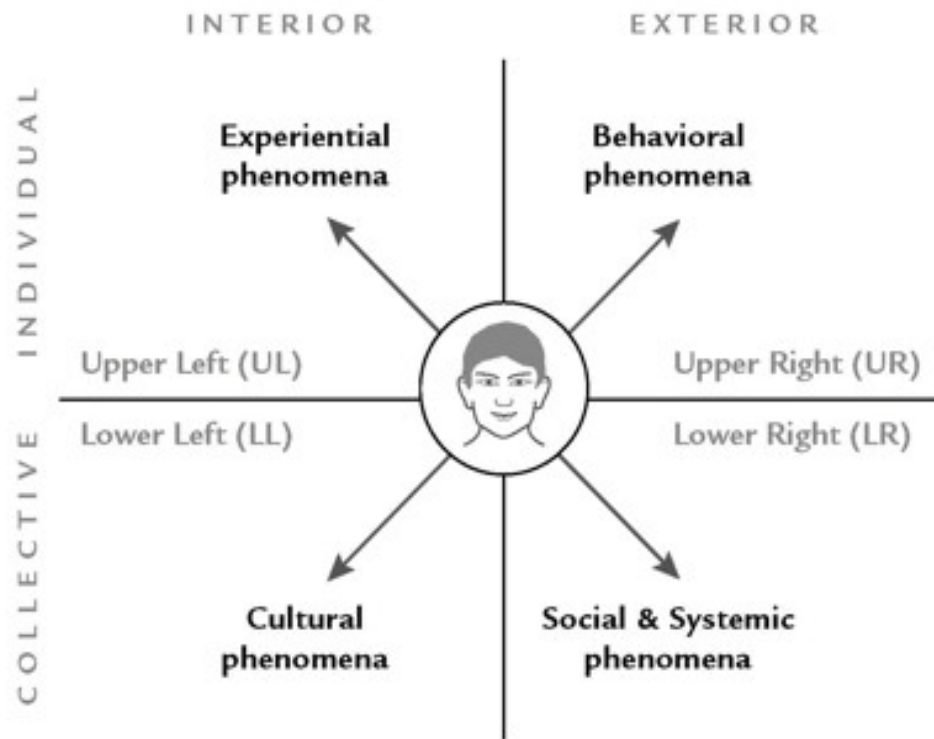 INTERIOR
EXTERIOR
INDIVIDUAL
Experiential
phenomena
Behavioral
phenomena
Upper Left (UL)
Upper Right (UR)
COLLECTIVE
Lower Left (LL)
Lower Right (LR)
Cultural
phenomena
Social & Systemic
phenomena